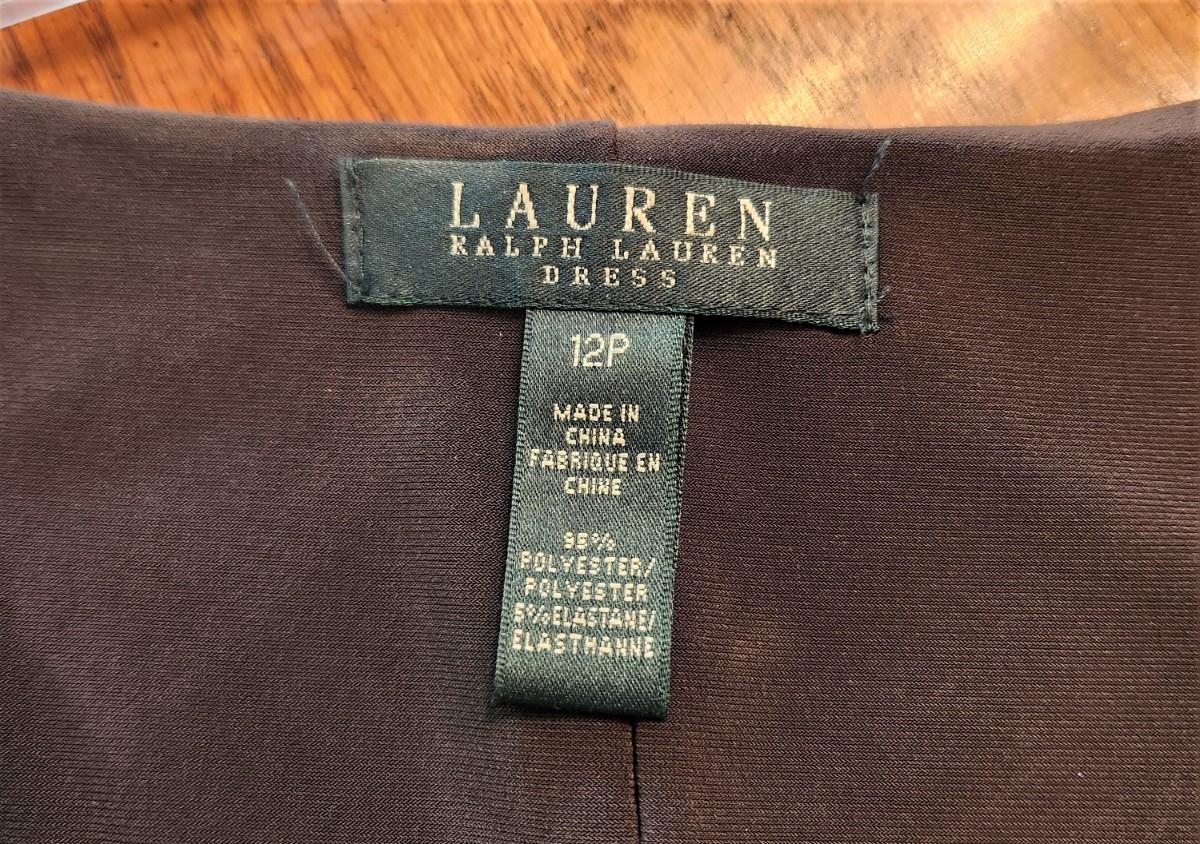 LAUREN
RALPH LAUREN
DRESS
12P
MADE IN
CHINA
FABRIQUE EN
CHINE
95%
POLYESTER/
POLYESTER
5%ELASTANE/
ELASTHANNE